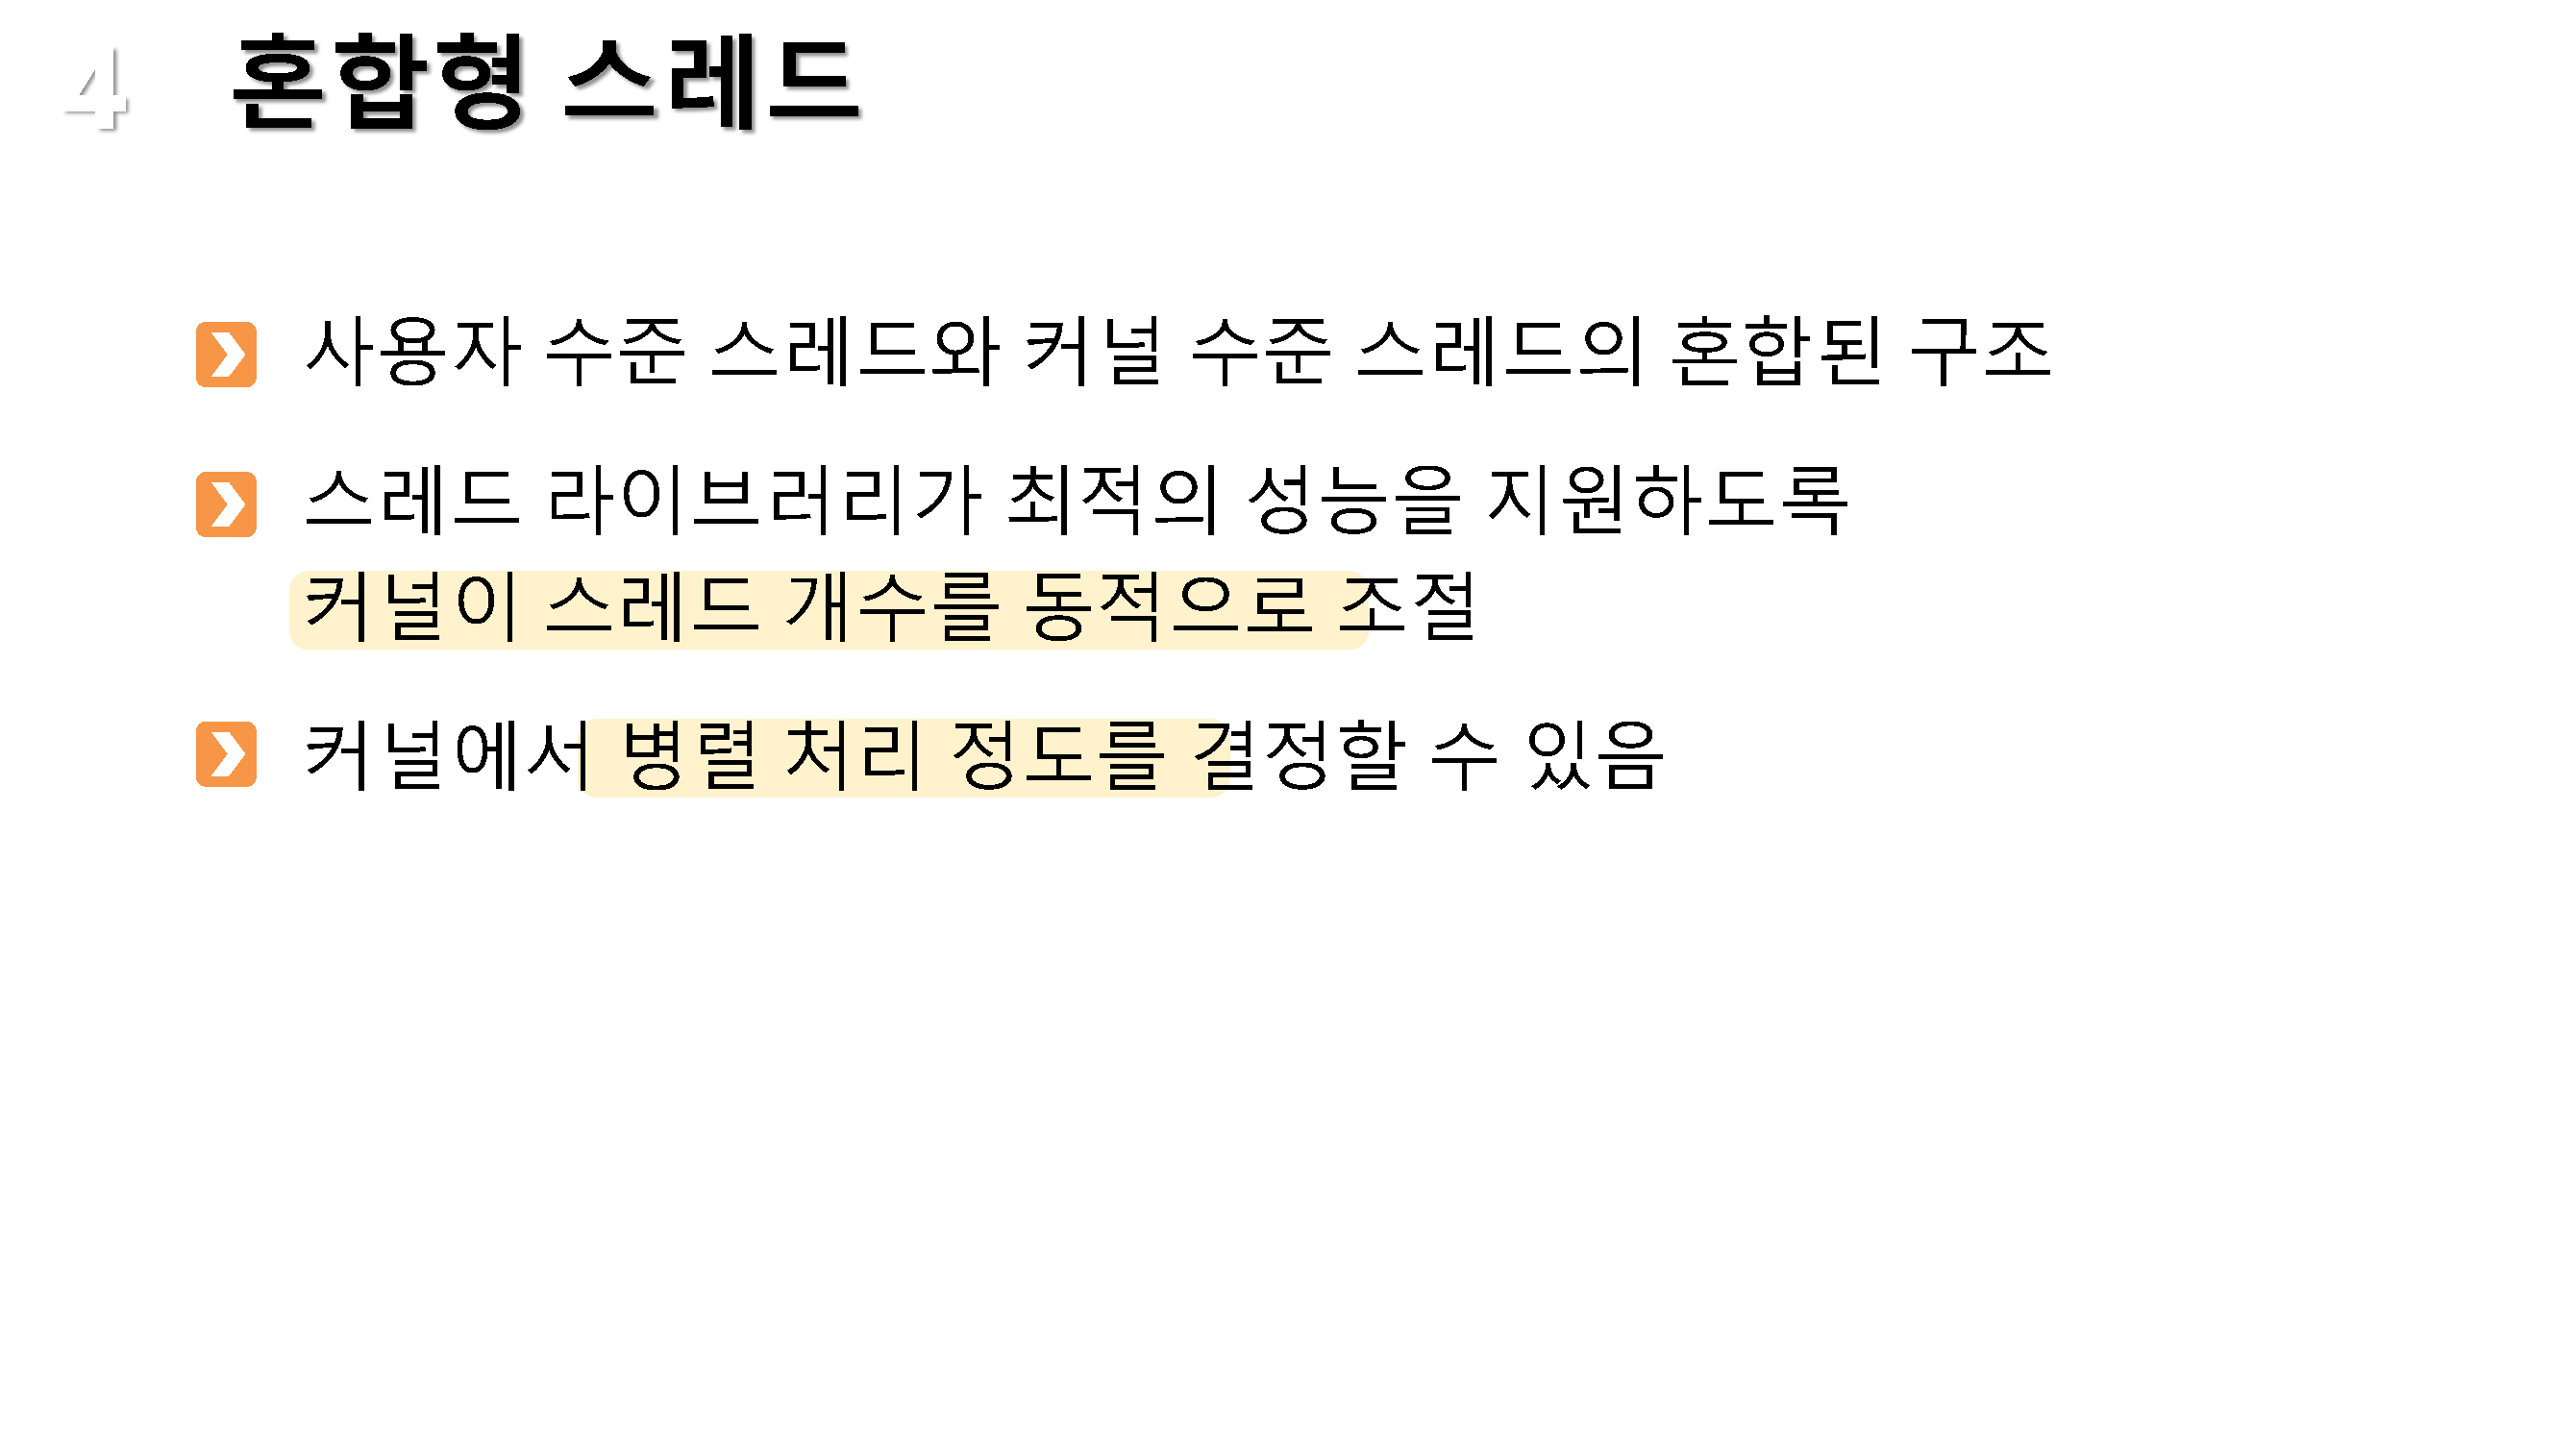 4 혼합형 스레드
사용자 수준 스레드와 커널 수준 스레드의 혼합된 구조
스레드 라이브러리가 최적의 성능을 지원하도록
커널이 스레드 개수를 동적으로 조절
커널에서 병렬 처리 정도를 결정할 수 있음